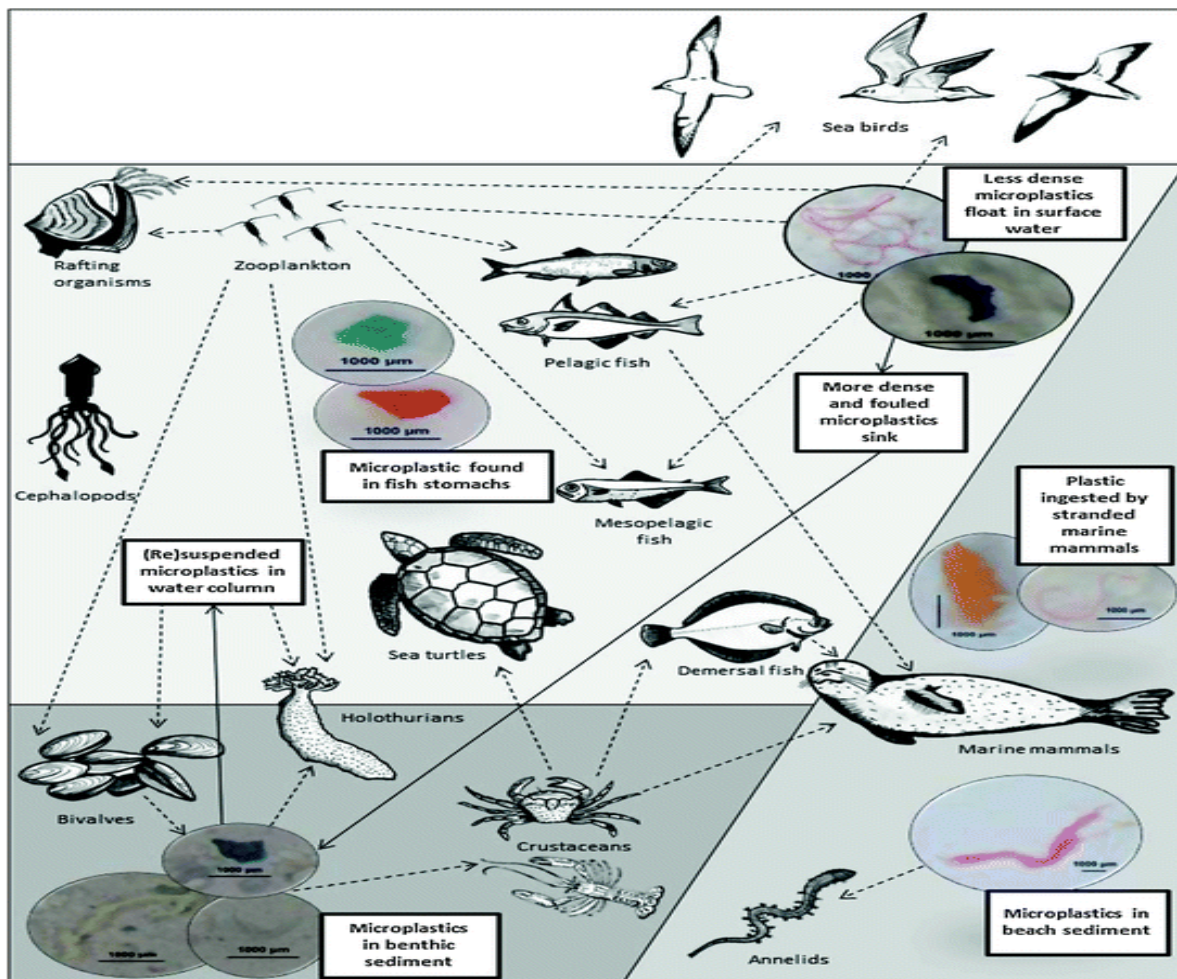 Sea birds
Less dense
microplastics
float in surface
water
Rafting
organisms
Zooplankton
1000 µm
1000 µm
1000 µm
1000 µm
Pelagic fish
More dense
and fouled
microplastics
sink
Microplastic found
in fish stomachs
Cephalopods
Mesopelagic
fish
Plastic
ingested by
stranded
marine
mammals
(Re)suspended
microplastics in
water column
1000 µm
1000 µm
Sea turtles
Demersal fish
Holothurians
Marine mammals
Bivalves
Crustaceans
1000 µm
1000 µm
1000 µm
1000 µm
Microplastics
in benthic
sediment
Annelids
Microplastics in
beach sediment